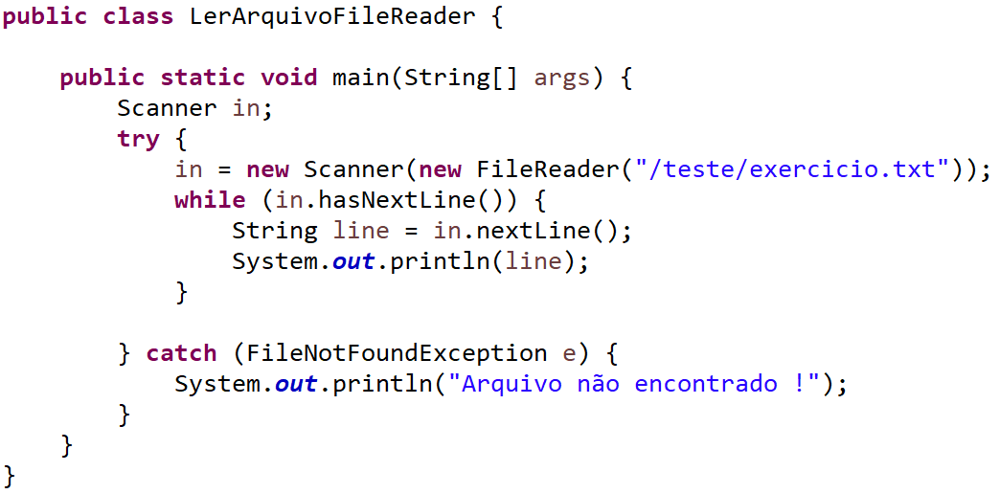 public class LerArquivoFileReader {
public static void main(String[] args) {
Scanner in;
try {
in = new Scanner(new FileReader("/teste/exercicio.txt"));
while (in.hasNextLine()) {
String line = in.nextLine();
System.out.println(line);
}
} catch (FileNotFoundException e) {
System.out.println("Arquivo não encontrado !");
}
}
}